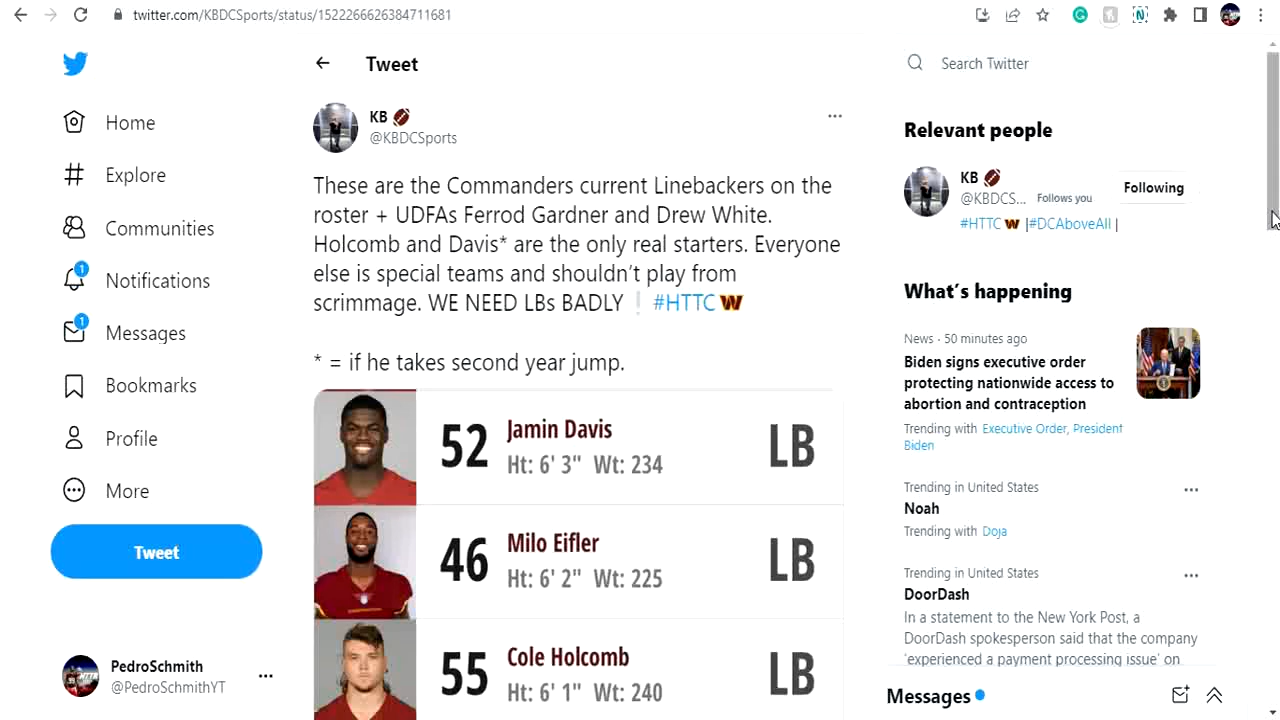 twitter.com/KBDCSports/status/1522266626384711681
Home
Explore
Communities
1
Notifications
1
Messages
Bookmarks
Profile
More
Tweet
PedroSchmith
@PedroSchmithYT
Tweet
KB
@KBDCSports
These are the Commanders current Linebackers on the
roster + UDFAs Ferrod Gardner and Drew White.
Holcomb and Davis* are the only real starters. Everyone
else is special teams and shouldn't play from
scrimmage. WE NEED LBs BADLY❕#HTTC
* = if he takes second year jump.
52 Jamin Davis LB
Ht: 6' 3" Wt: 234
46 Milo Eifler LB
Ht: 6' 2" Wt: 225
55 Cole Holcomb LB
Ht: 6' 1" Wt: 240
Search Twitter
Relevant people
KB
@KBDCS... Follows you
Following
#HTTC |#DCAboveAll |
What's happening
News · 50 minutes ago
Biden signs executive order
protecting nationwide access to
abortion and contraception
Trending with Executive Order, President
Biden
Trending in United States
Noah
Trending with Doja
Trending in United States
DoorDash
In a statement to the New York Post, a
DoorDash spokesperson said that the company
'experienced a payment processing issue' on
Messages